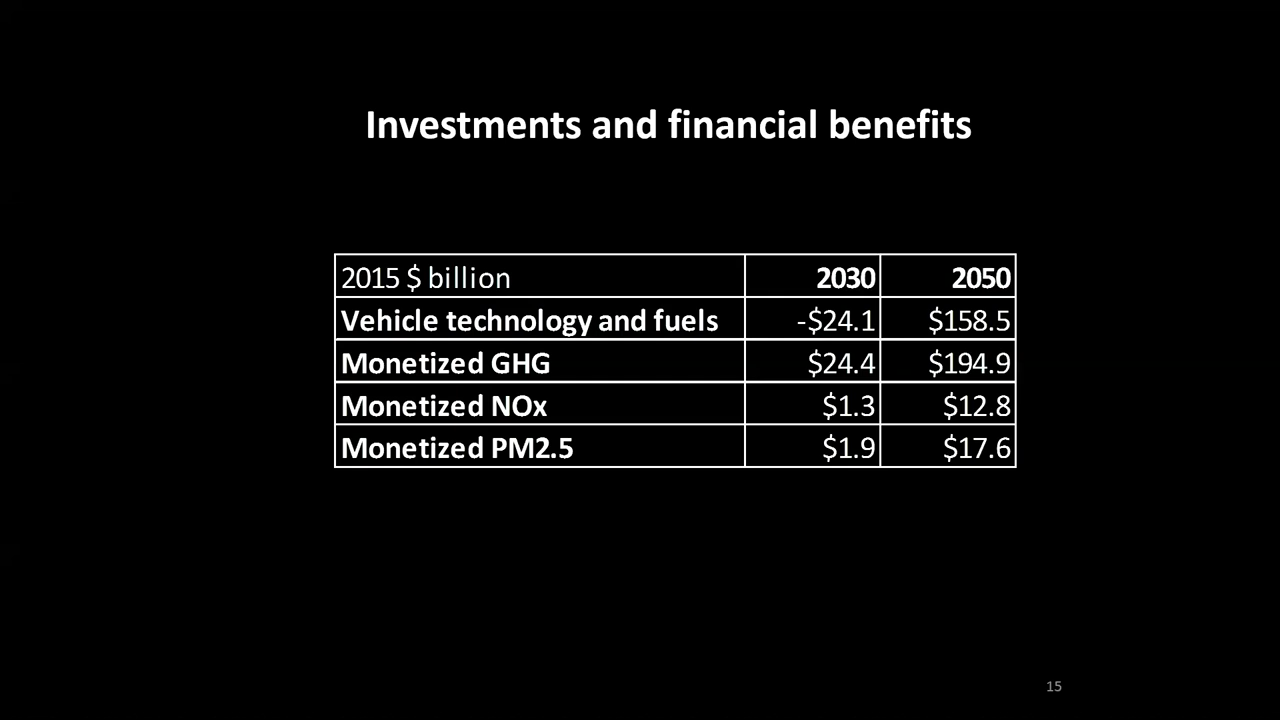 Investments and financial benefits
2015 $ billion 2030 2050
Vehicle technology and fuels -$24.1 $158.5
Monetized GHG $24.4 $194.9
Monetized NOx $1.3 $12.8
Monetized PM2.5 $1.9 $17.6
15